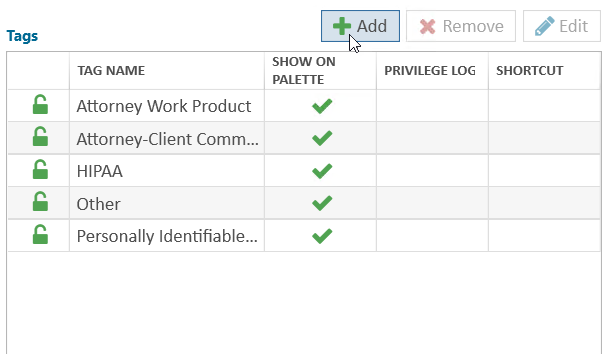 Tags
Add
Remove
Edit
TAG NAME
SHOW ON
PALETTE
PRIVILEGE LOG
SHORTCUT
Attorney Work Product
Attorney-Client Comm...
HIPAA
Other
Personally Identifiable...